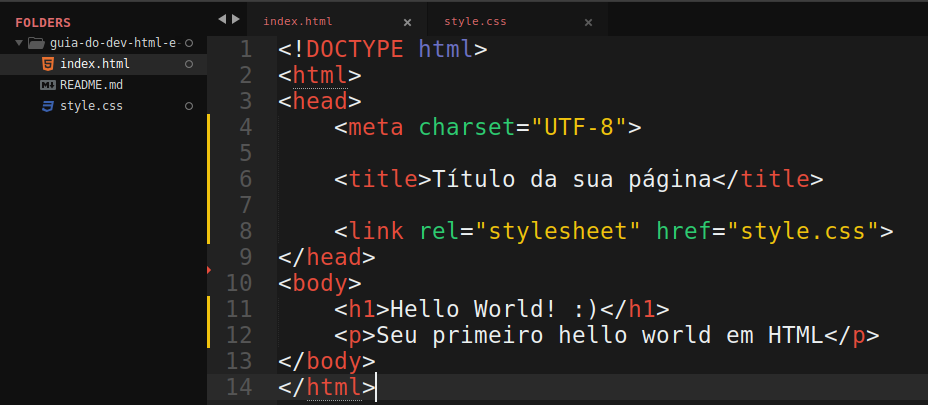 FOLDERS
guia-do-dev-html-e-
index.html
README.md
style.css
index.html ×
style.css ×
1 <!DOCTYPE html>
2 <html>
3 <head>
4 <meta charset="UTF-8">
5
6 <title>Título da sua página</title>
7
8 <link rel="stylesheet" href="style.css">
9 </head>
10 <body>
11 <h1>Hello World! :)</h1>
12 <p>Seu primeiro hello world em HTML</p>
13 </body>
14 </html>